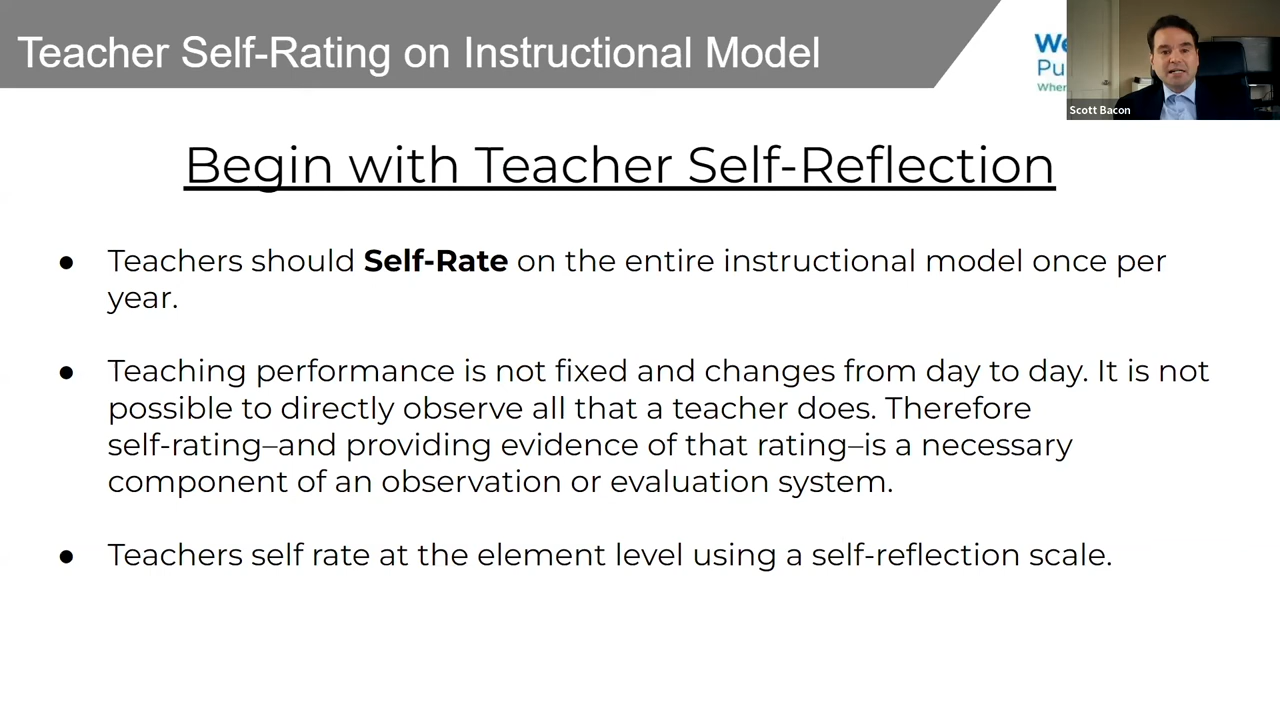 Teacher Self-Rating on Instructional Model
Scott Bacon
Begin with Teacher Self-Reflection
● Teachers should Self-Rate on the entire instructional model once per
year.
● Teaching performance is not fixed and changes from day to day. It is not
possible to directly observe all that a teacher does. Therefore
self-rating–and providing evidence of that rating–is a necessary
component of an observation or evaluation system.
● Teachers self rate at the element level using a self-reflection scale.